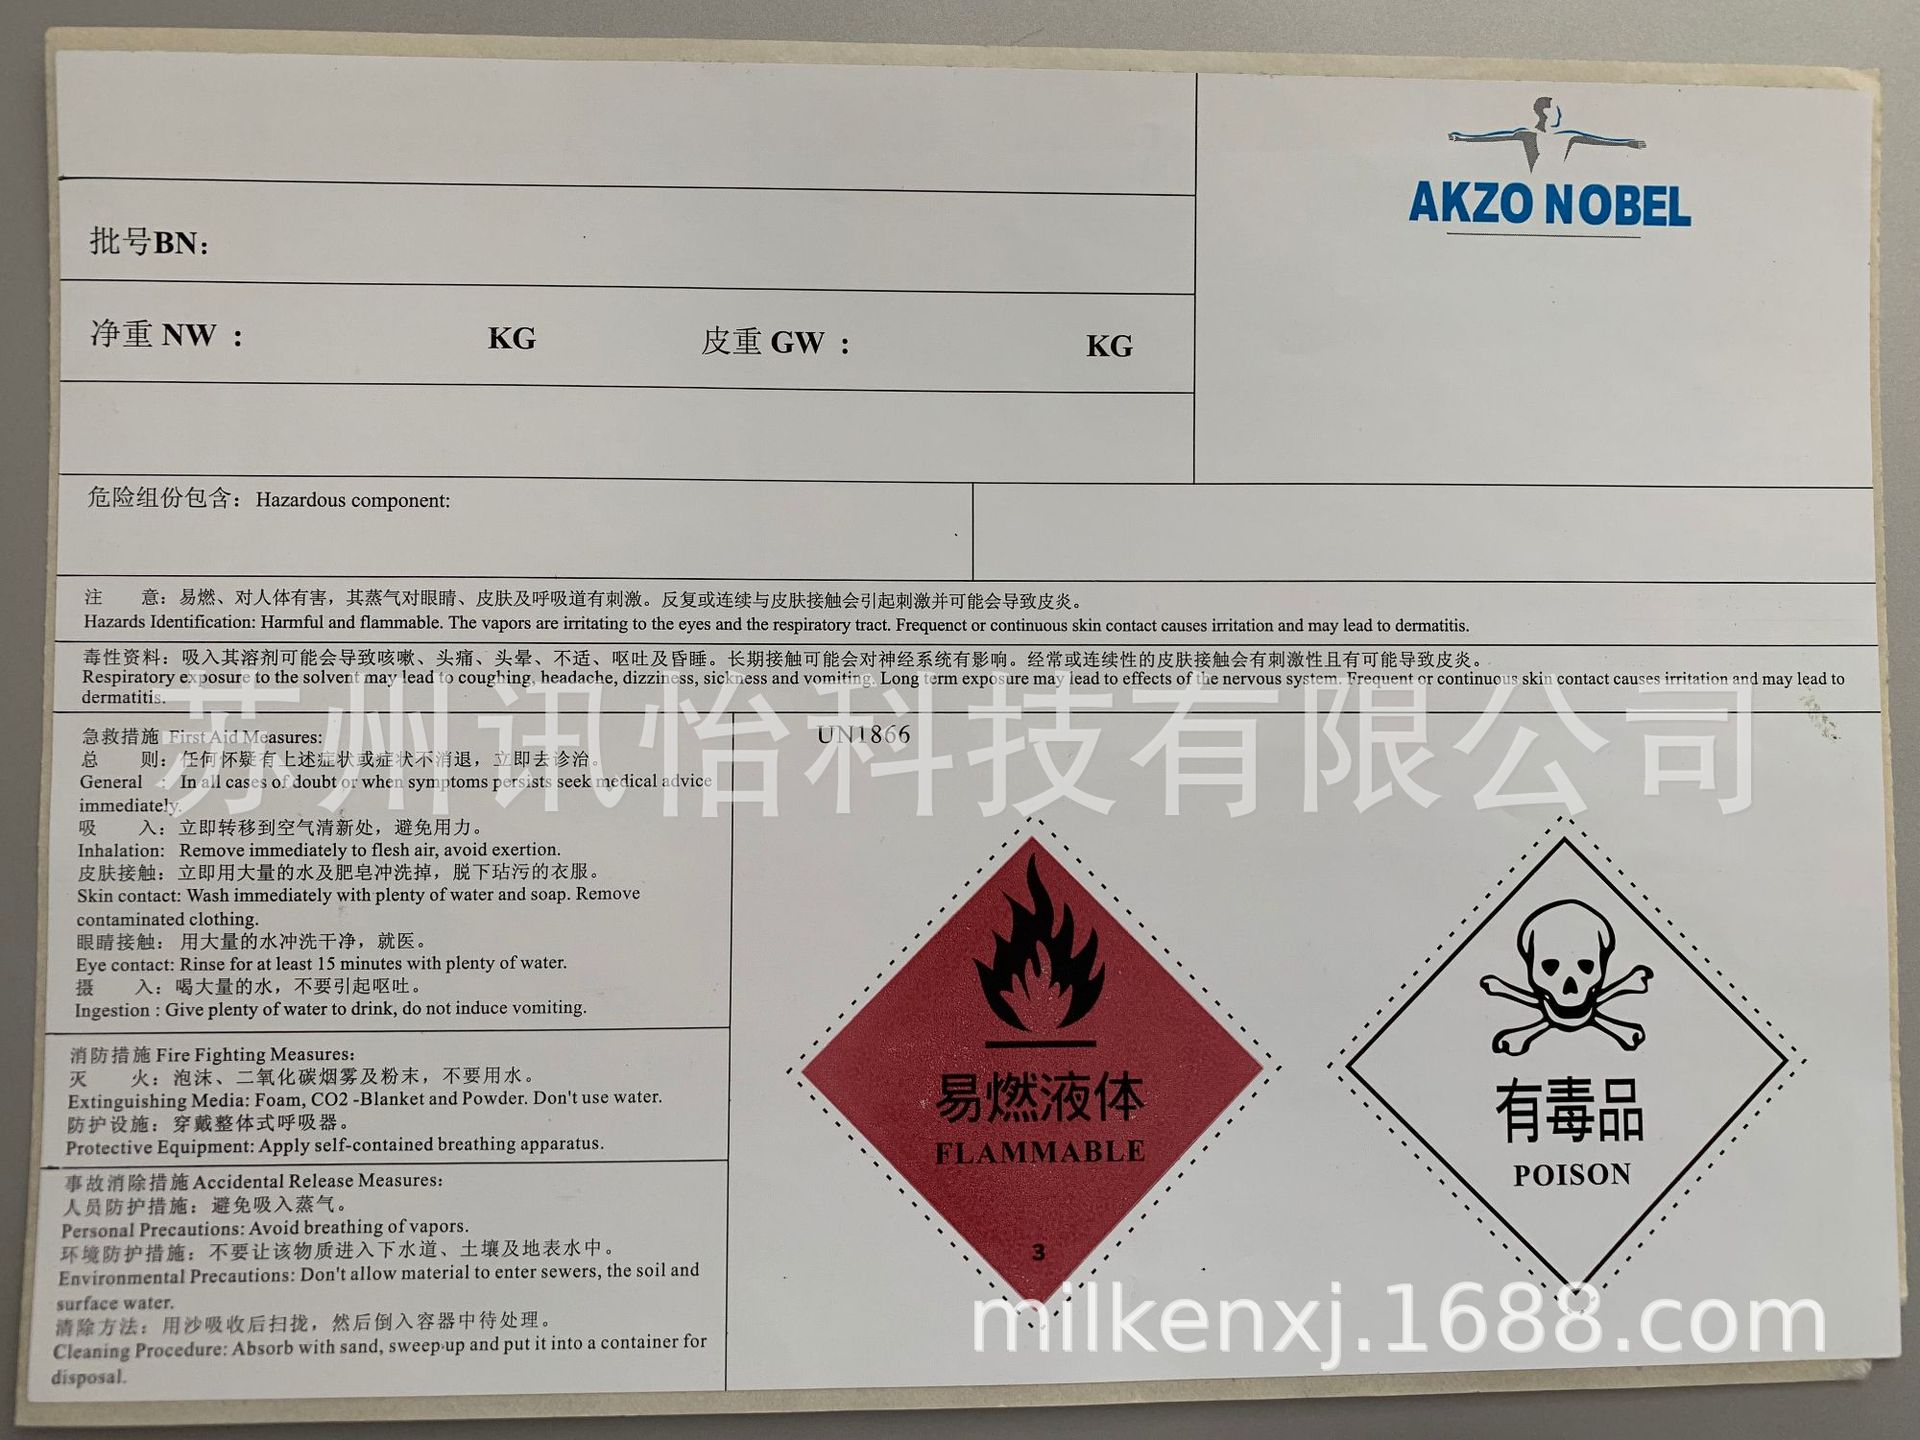 AKZO NOBEL
批号BN：
净重 NW ： KG 皮重 GW ： KG
危险组份包含：Hazardous component:
注 意：易燃、对人体有害，其蒸气对眼睛、皮肤及呼吸道有刺激。反复或连续与皮肤接触会引起刺激并可能会导致皮炎。
Hazards Identification: Harmful and flammable. The vapors are irritating to the eyes and the respiratory tract. Frequenct or continuous skin contact causes irritation and may lead to dermatitis.
毒性资料：吸入其溶剂可能会导致咳嗽、头痛、头晕、不适、呕吐及昏睡。长期接触可能会对神经系统有影响。经常或连续性的皮肤接触会有刺激性且有可能导致皮炎。
Respiratory exposure to the solvent may lead to coughing, headache, dizziness, sickness and vomiting. Long term exposure may lead to effects of the nervous system. Frequent or continuous skin contact causes irritation and may lead to
dermatitis.
苏州讯怡科技有限公司
急救措施 First Aid Measures:
总 则：任何怀疑有上述症状或症状不消退，立即去诊治。
General : In all cases of doubt or when symptoms persists seek medical advice
immediately.
吸 入：立即转移到空气清新处，避免用力。
Inhalation: Remove immediately to flesh air, avoid exertion.
皮肤接触：立即用大量的水及肥皂冲洗掉，脱下玷污的衣服。
Skin contact: Wash immediately with plenty of water and soap. Remove
contaminated clothing.
眼睛接触： 用大量的水冲洗干净，就医。
Eye contact: Rinse for at least 15 minutes with plenty of water.
摄 入：喝大量的水，不要引起呕吐。
Ingestion : Give plenty of water to drink, do not induce vomiting.
消防措施 Fire Fighting Measures:
灭 火：泡沫、二氧化碳烟雾及粉末，不要用水。
Extinguishing Media: Foam, CO2 -Blanket and Powder. Don't use water.
防护设施：穿戴整体式呼吸器。
Protective Equipment: Apply self-contained breathing apparatus.
事故消除措施 Accidental Release Measures:
人员防护措施：避免吸入蒸气。
Personal Precautions: Avoid breathing of vapors.
环境防护措施：不要让该物质进入下水道、土壤及地表水中。
Environmental Precautions: Don't allow material to enter sewers, the soil and
surface water.
清除方法：用沙吸收后扫拢，然后倒入容器中待处理。
Cleaning Procedure: Absorb with sand, sweep up and put it into a container for
disposal.
UN1866
易燃液体
FLAMMABLE
3
有毒品
POISON
milkenxj.1688.com